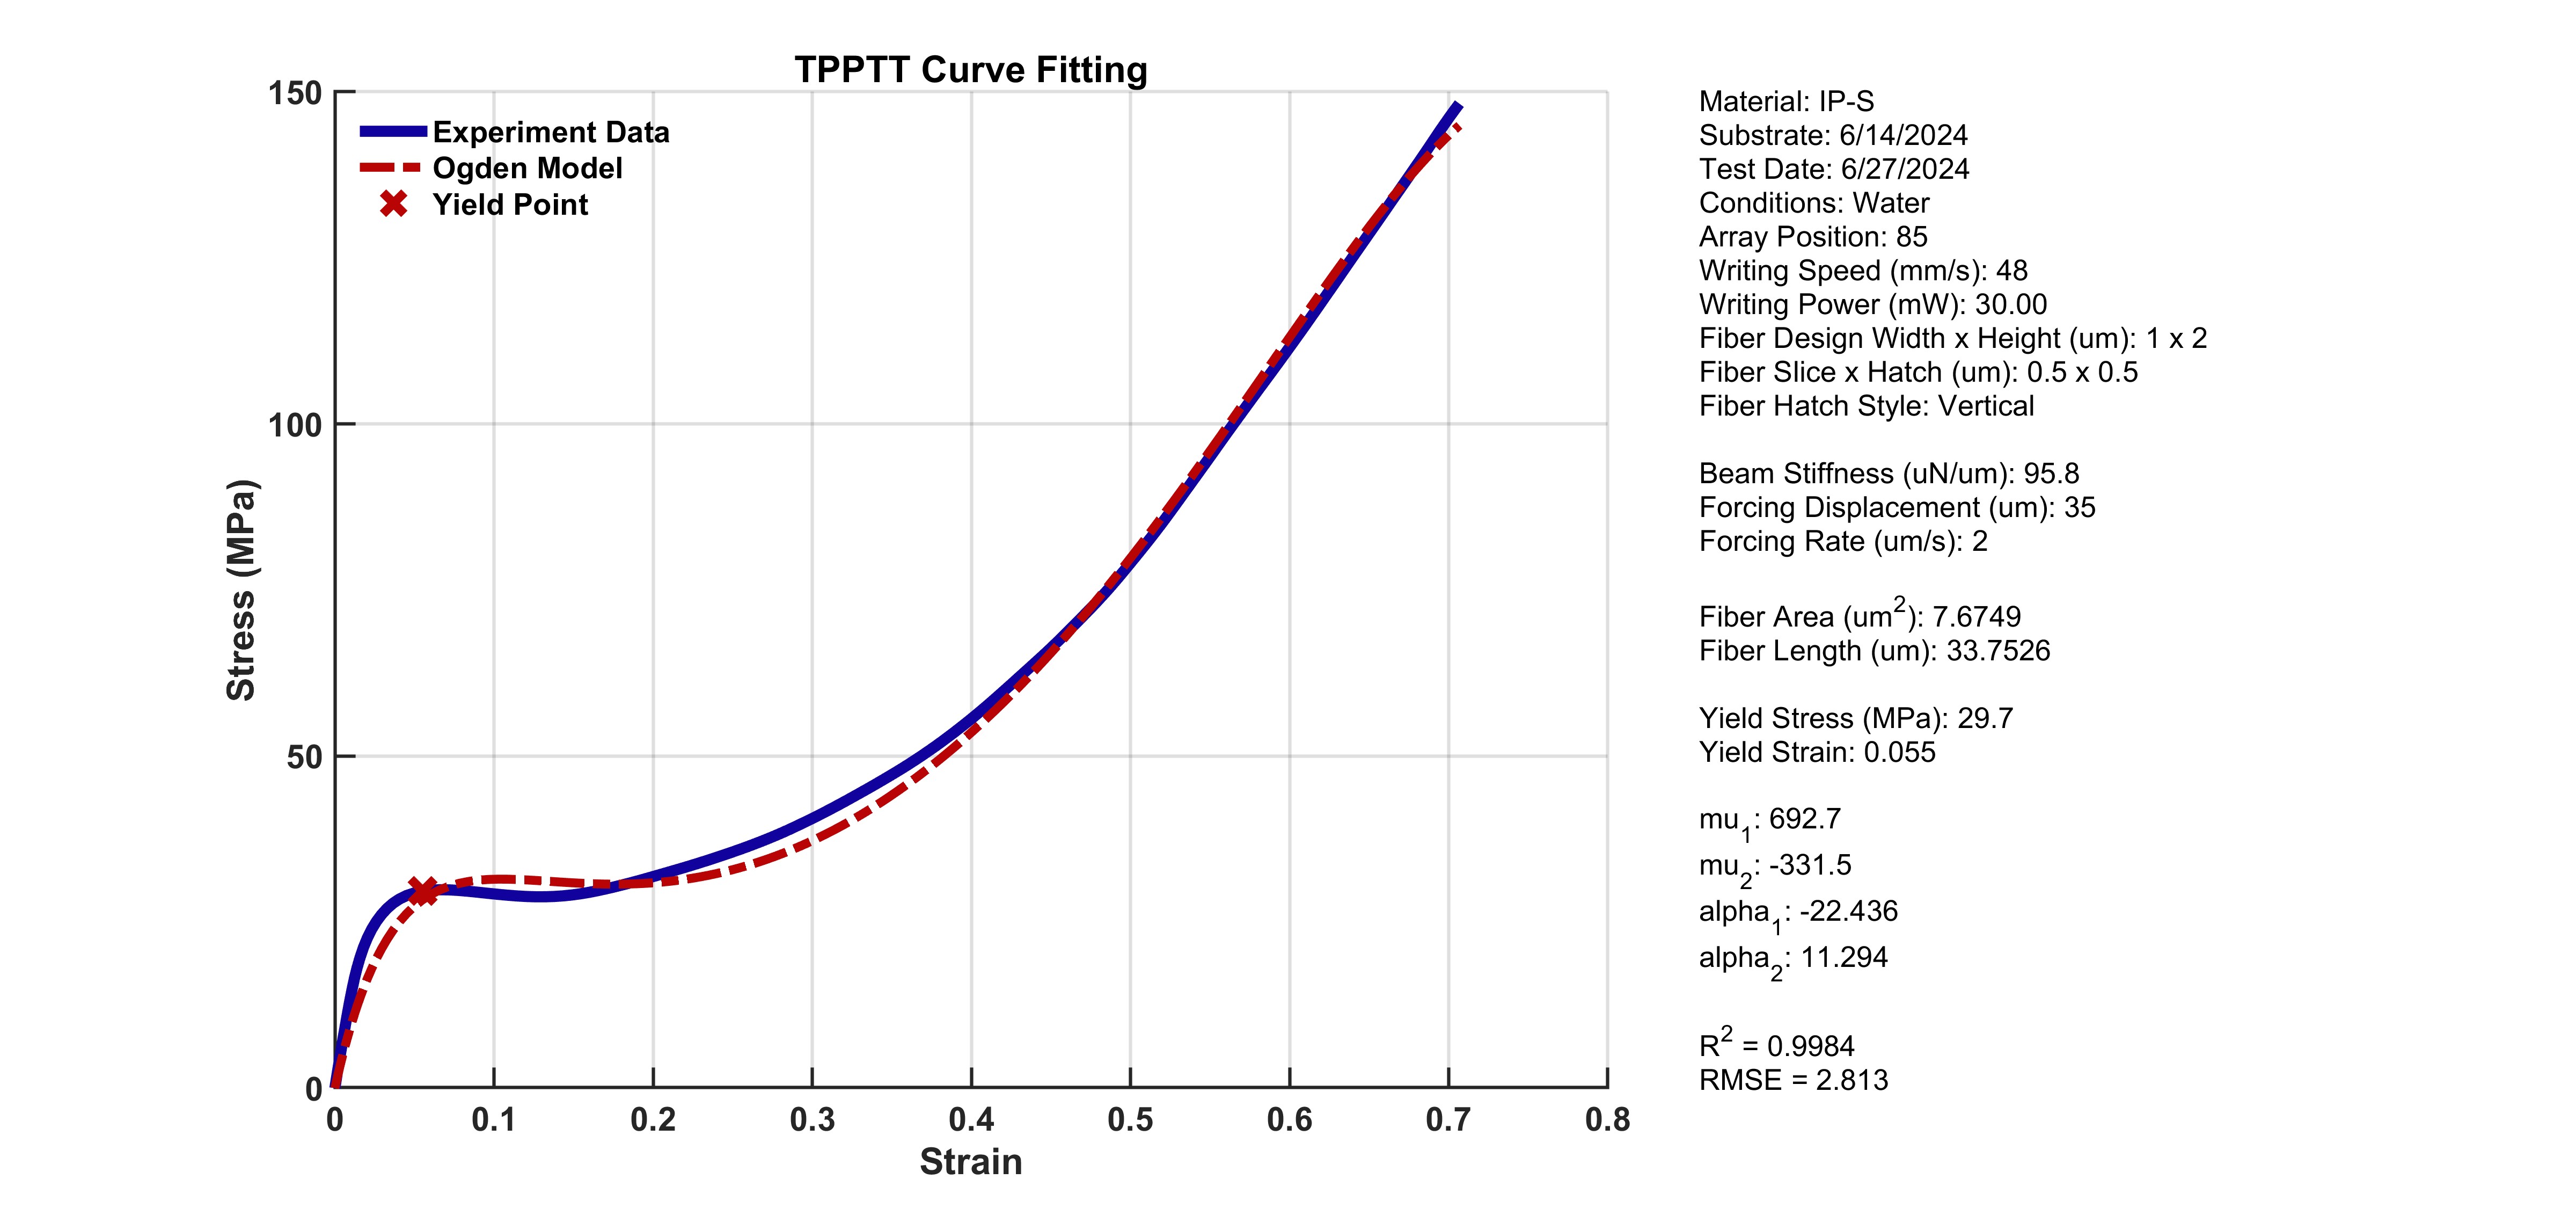 TPPTT Curve Fitting
150
100
50
0
Stress (MPa)
Experiment Data
Ogden Model
Yield Point
0 0.1 0.2 0.3 0.4 0.5 0.6 0.7 0.8
Strain
Material: IP-S
Substrate: 6/14/2024
Test Date: 6/27/2024
Conditions: Water
Array Position: 85
Writing Speed (mm/s): 48
Writing Power (mW): 30.00
Fiber Design Width x Height (um): 1 x 2
Fiber Slice x Hatch (um): 0.5 x 0.5
Fiber Hatch Style: Vertical
Beam Stiffness (uN/um): 95.8
Forcing Displacement (um): 35
Forcing Rate (um/s): 2
Fiber Area (um²): 7.6749
Fiber Length (um): 33.7526
Yield Stress (MPa): 29.7
Yield Strain: 0.055
mu₁: 692.7
mu₂: -331.5
alpha₁: -22.436
alpha₂: 11.294
R² = 0.9984
RMSE = 2.813